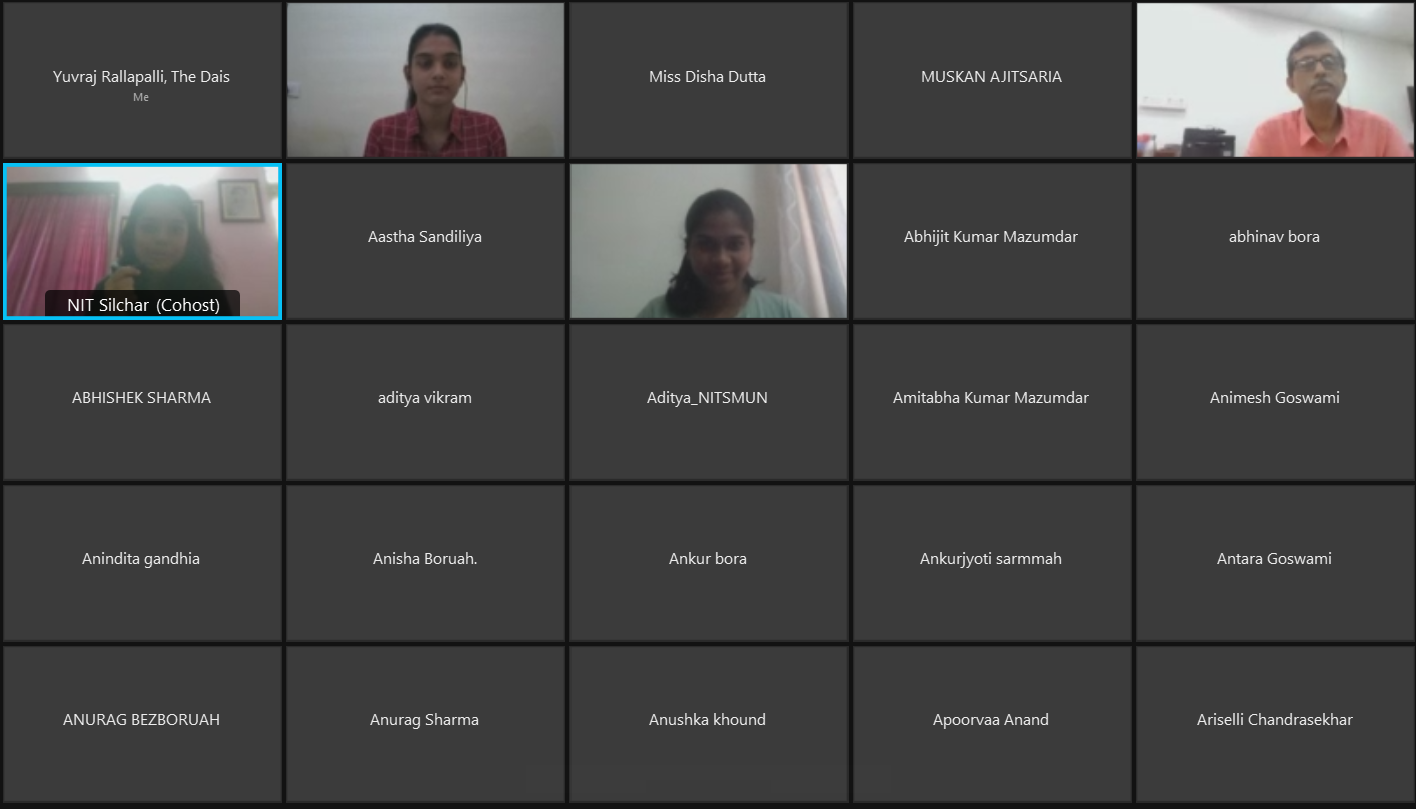 Yuvraj Rallapalli, The Dais
Me
Miss Disha Dutta
MUSKAN AJITSARIA
NIT Silchar (Cohost)
Aastha Sandiliya
Abhijit Kumar Mazumdar
abhinav bora
ABHISHEK SHARMA
aditya vikram
Aditya_NITSMUN
Amitabha Kumar Mazumdar
Animesh Goswami
Anindita gandhia
Anisha Boruah.
Ankur bora
Ankurjyoti sarmmah
Antara Goswami
ANURAG BEZBORUAH
Anurag Sharma
Anushka khound
Apoorvaa Anand
Ariselli Chandrasekhar